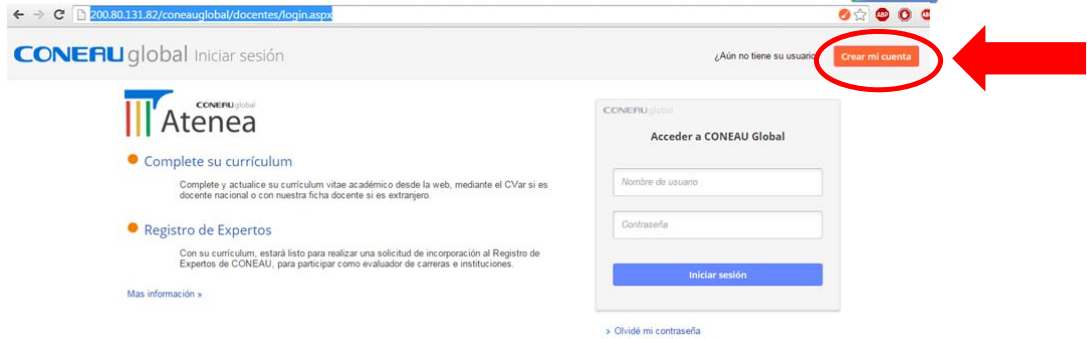 200.80.131.82/coneauglobal/docentes/login.aspx
CONEAU global Iniciar sesión
¿Aún no tiene su usuario
Crear mi cuenta
CONEAU global
Atenea
Complete su currículum
Complete y actualice su curriculum vitae académico desde la web, mediante el CVar si es
docente nacional o con nuestra ficha docente si es extranjero.
Registro de Expertos
Con su curriculum, estará listo para realizar una solicitud de incorporación al Registro de
Expertos de CONEAU, para participar como evaluador de carreras e instituciones.
Mas información »
CONEAU global
Acceder a CONEAU Global
Nombre de usuario
Contraseña
Iniciar sesión
› Olvidé mi contraseña